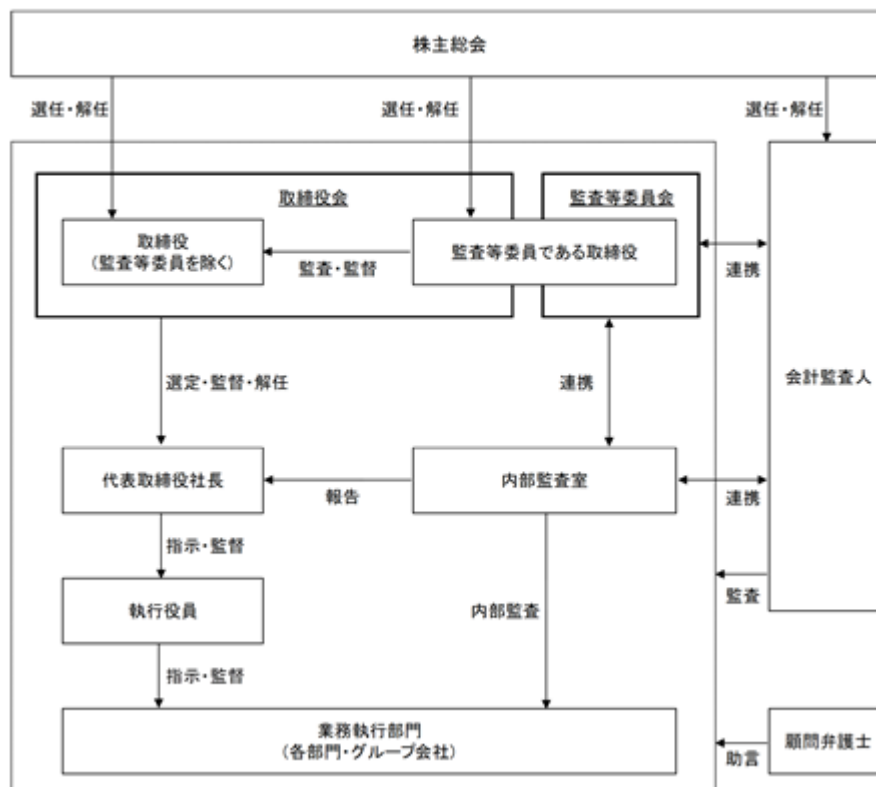 株主総会
選任・解任
選任・解任
選任・解任
取締役会
監査等委員会
取締役
(監査等委員を除く)
監査・監督
監査等委員である取締役
連携
選定・監督・解任
連携
会計監査人
代表取締役社長
報告
内部監査室
連携
指示・監督
監査
執行役員
内部監査
指示・監督
業務執行部門
(各部門・グループ会社)
助言
顧問弁護士